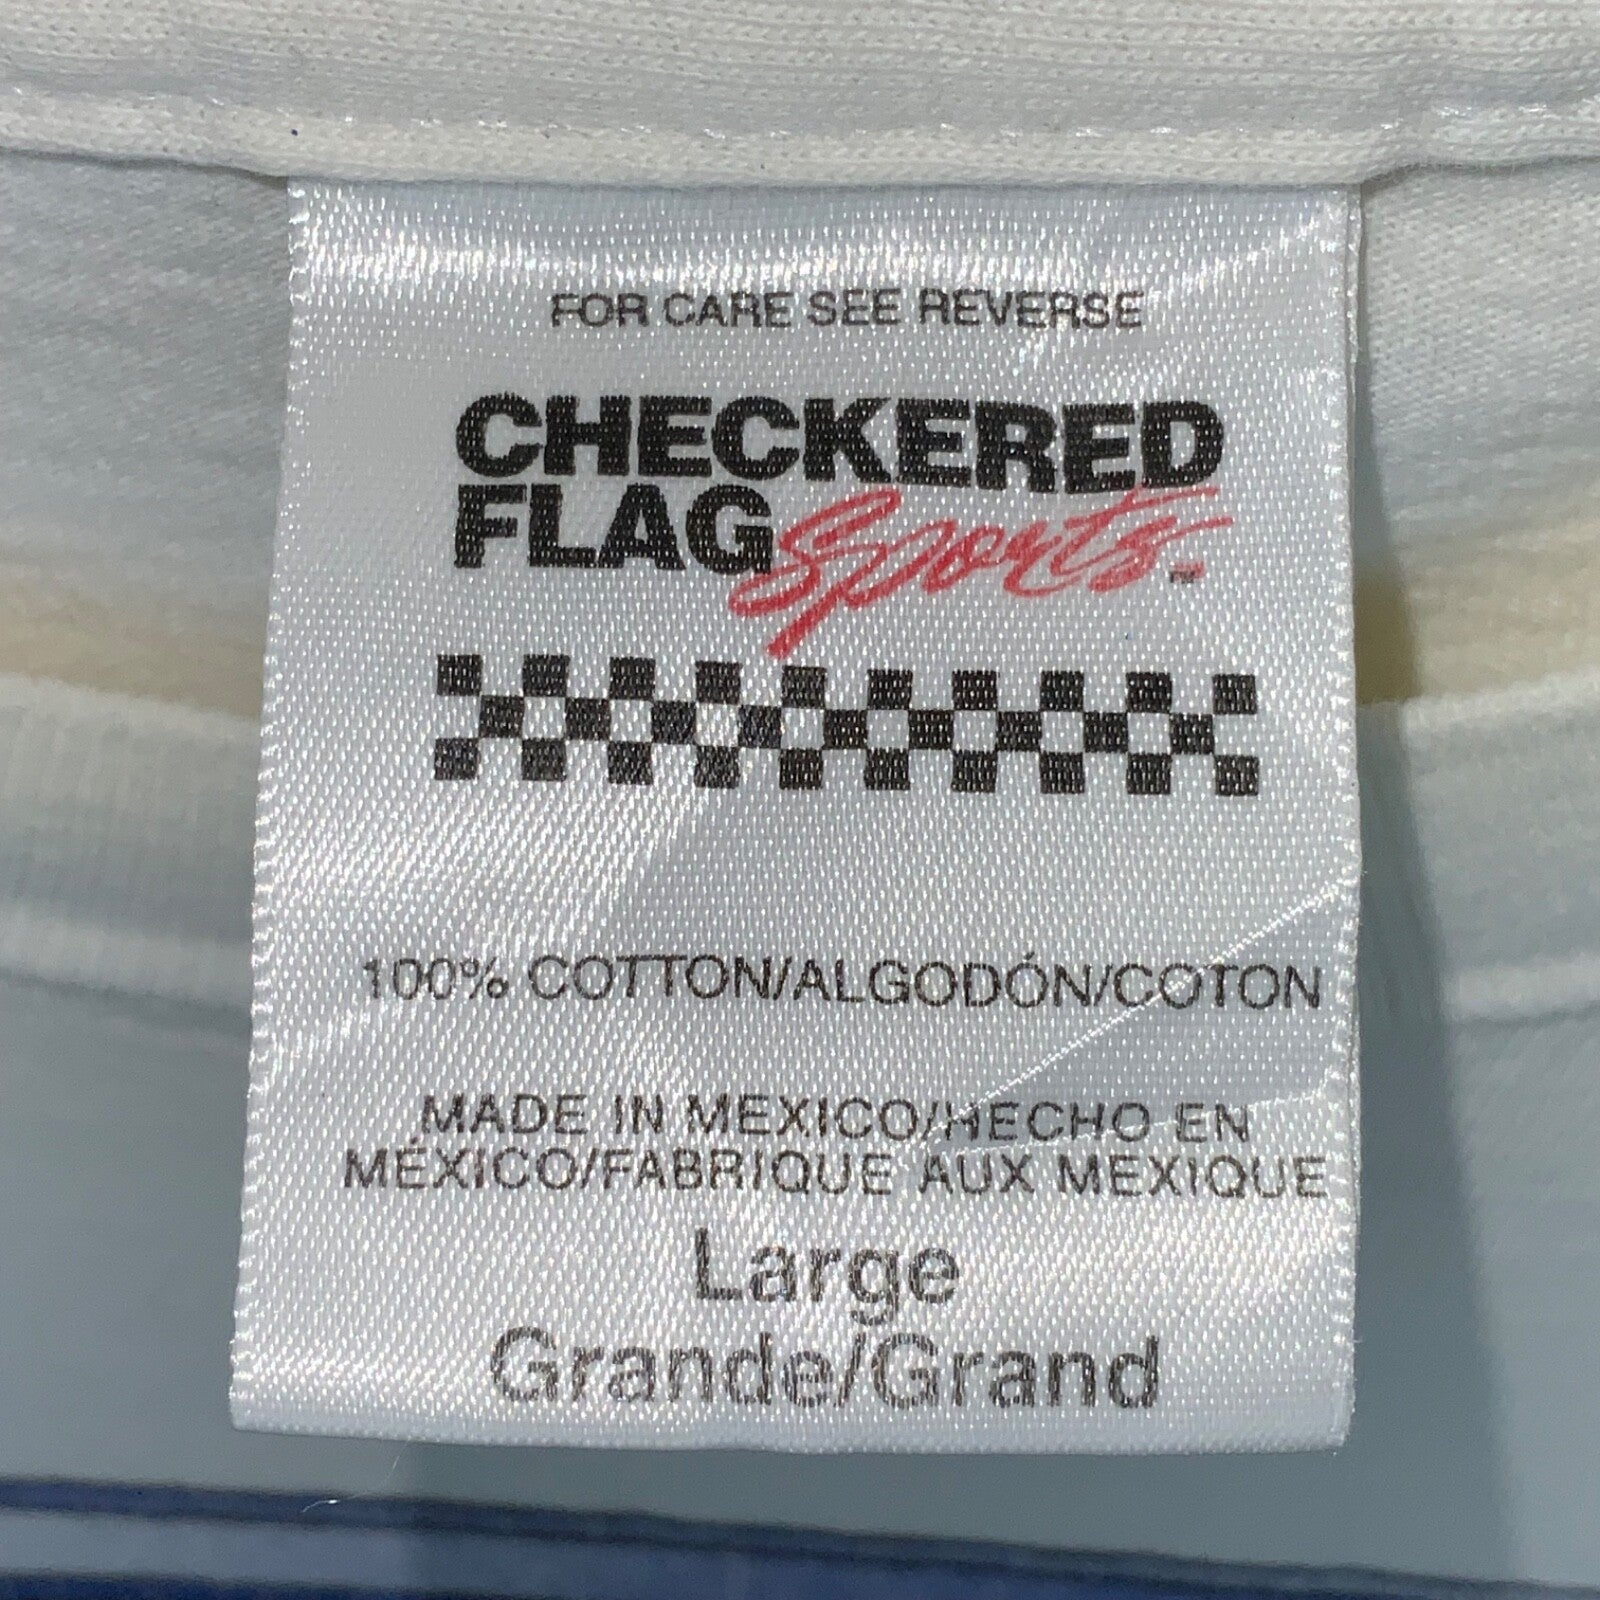 FOR CARE SEE REVERSE
CHECKERED
FLAG Sports TM
100% COTTON/ALGODÓN/COTON
MADE IN MEXICO/HECHO EN
MÉXICO/FABRIQUE AUX MEXIQUE
Large
Grande/Grand